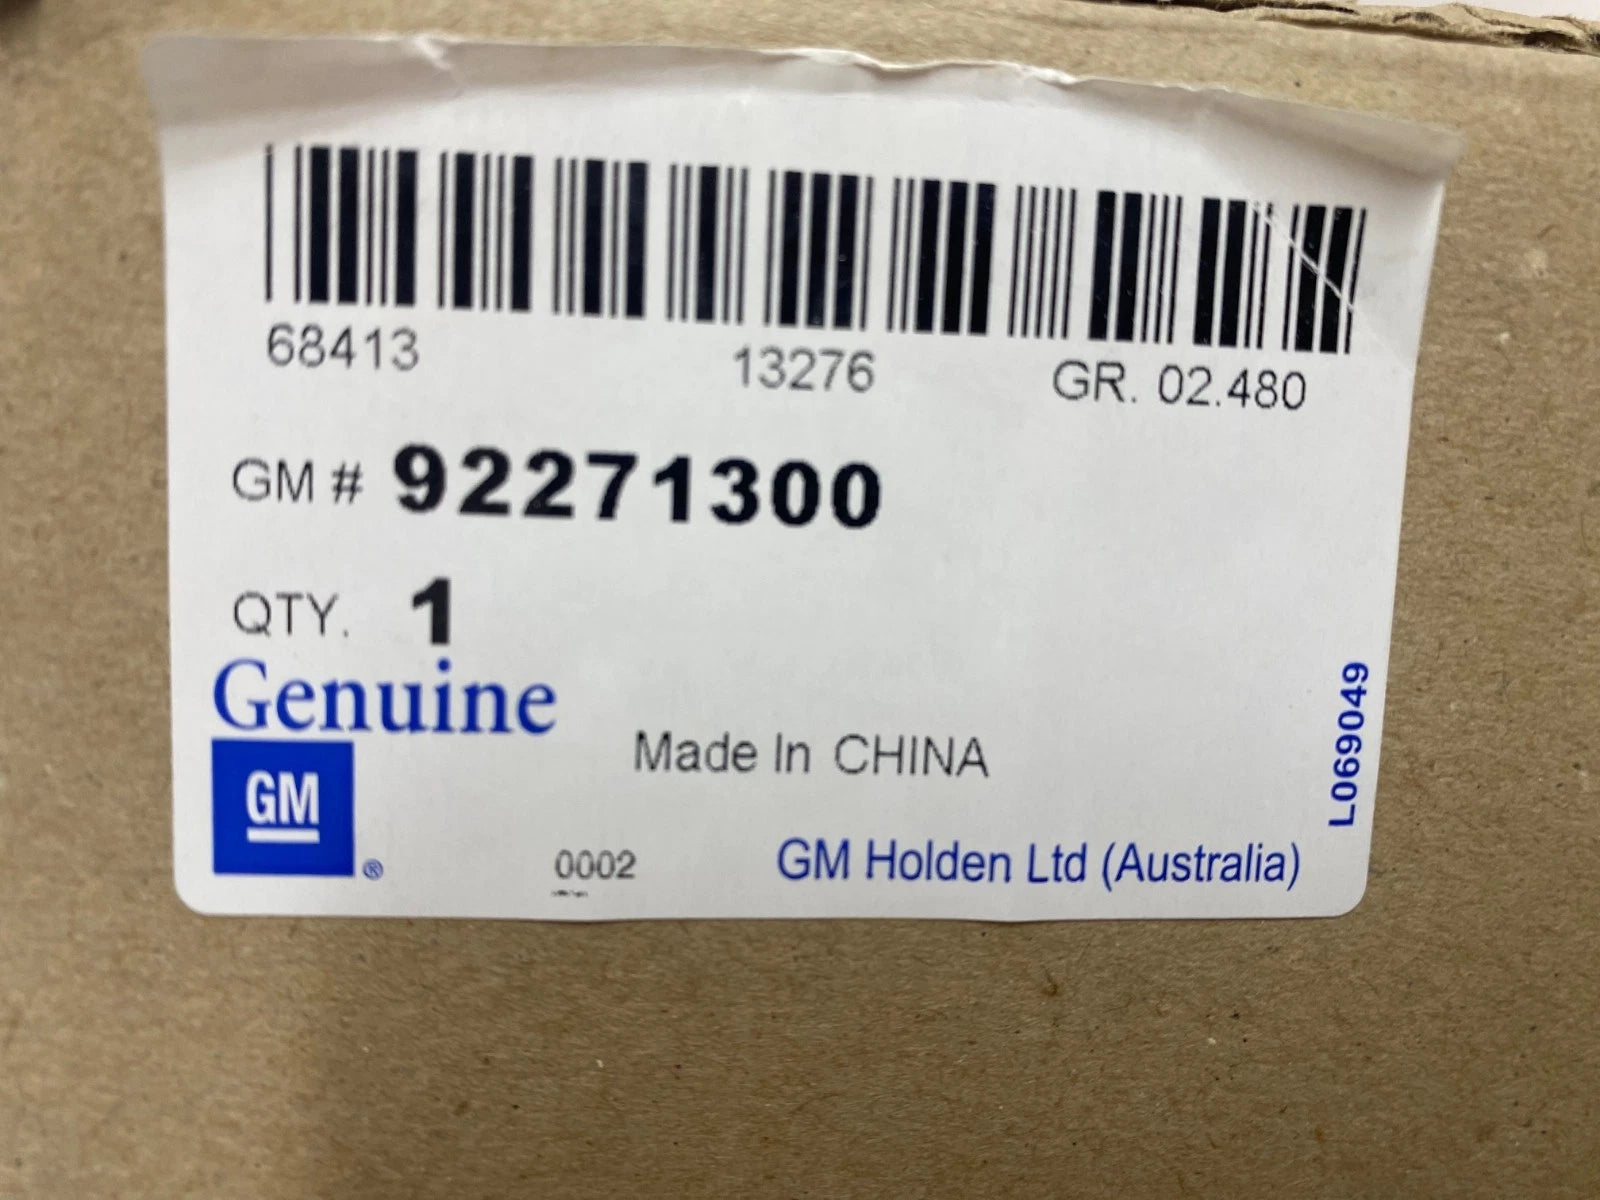 68413 13276 GR. 02.480
GM # 92271300
QTY. 1
Genuine
Made In CHINA
GM ®
0002
GM Holden Ltd (Australia)
L069049